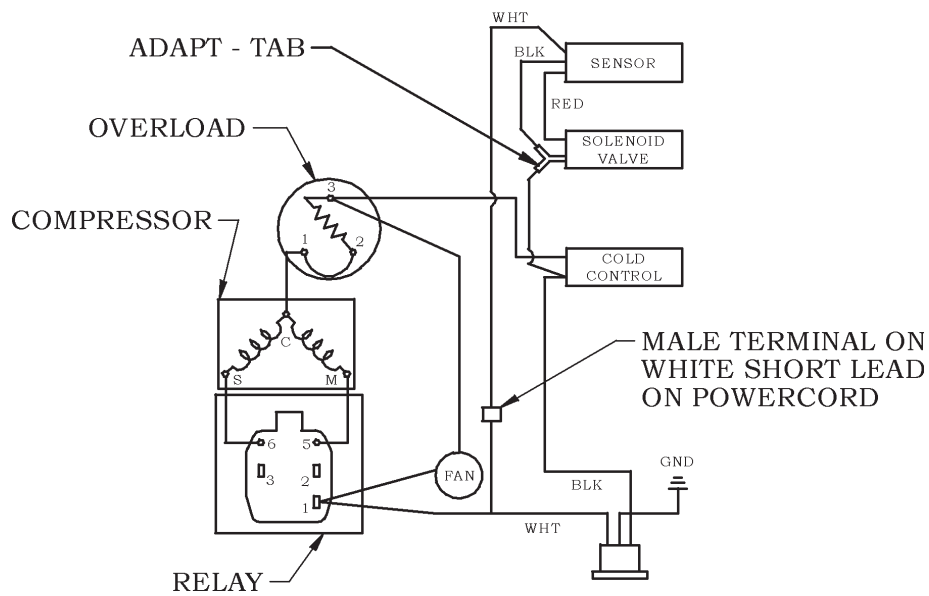 WHT
ADAPT - TAB
BLK
SENSOR
RED
OVERLOAD
SOLENOID
VALVE
3
COMPRESSOR
1
2
COLD
CONTROL
C
MALE TERMINAL ON
WHITE SHORT LEAD
ON POWERCORD
S
M
6
5
3
2
1
FAN
GND
BLK
WHT
RELAY